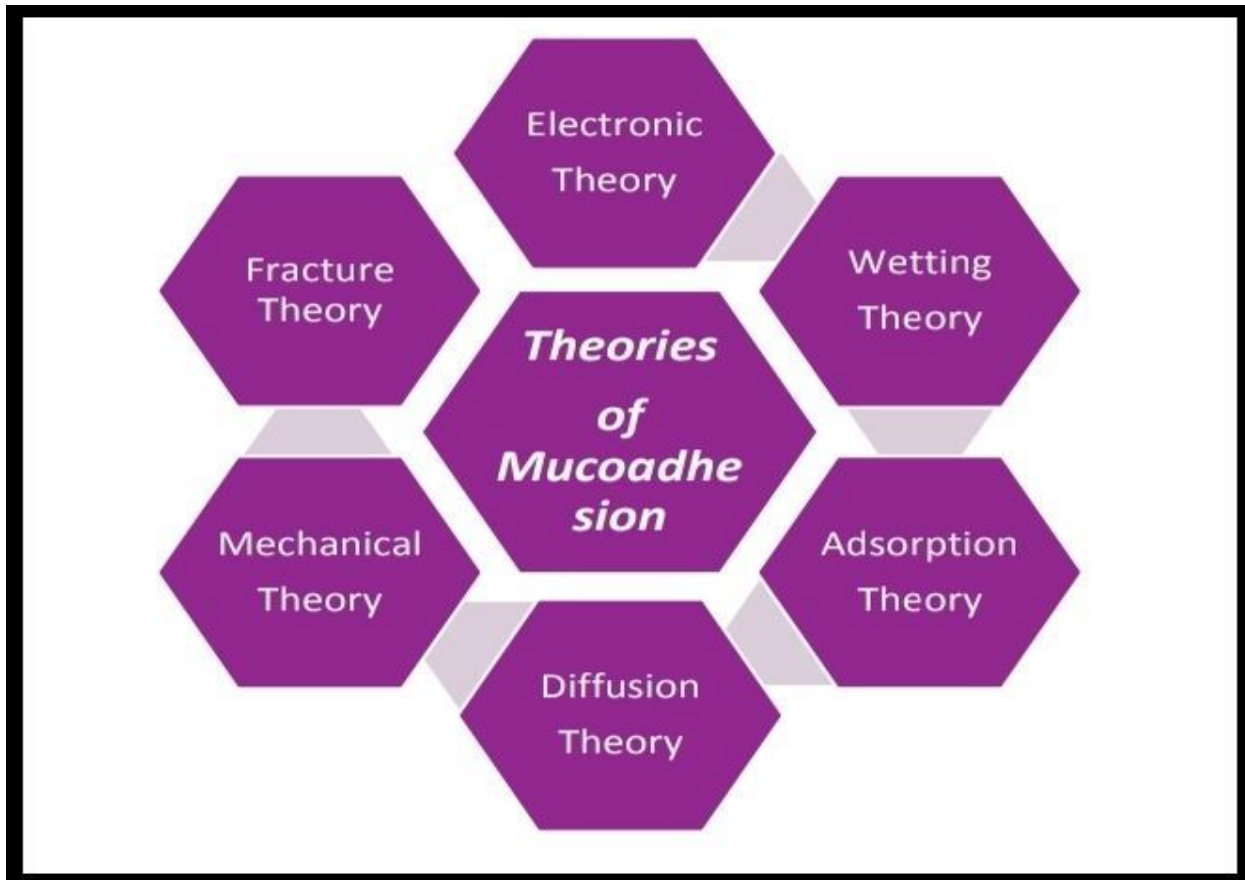 Electronic
Theory
Fracture
Theory
Wetting
Theory
Theories
of
Mucoadhe
sion
Mechanical
Theory
Adsorption
Theory
Diffusion
Theory